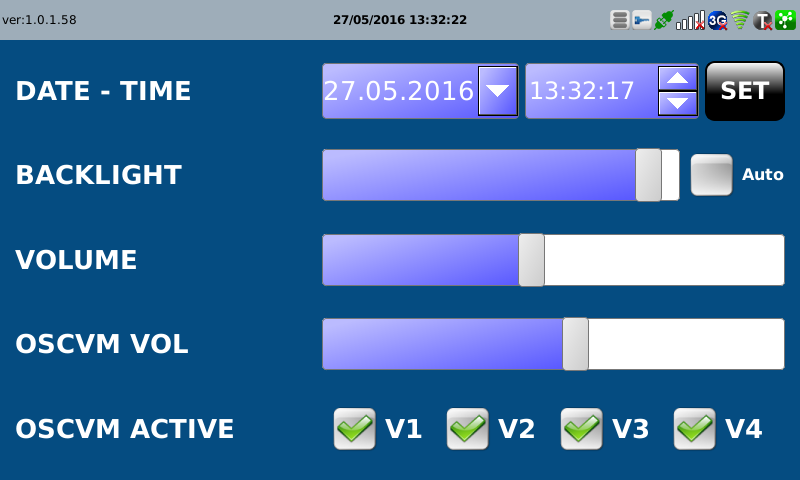 ver:1.0.1.58 27/05/2016 13:32:22 3G T
DATE - TIME 27.05.2016 13:32:17 SET
BACKLIGHT Auto
VOLUME
OSCVM VOL
OSCVM ACTIVE V1 V2 V3 V4